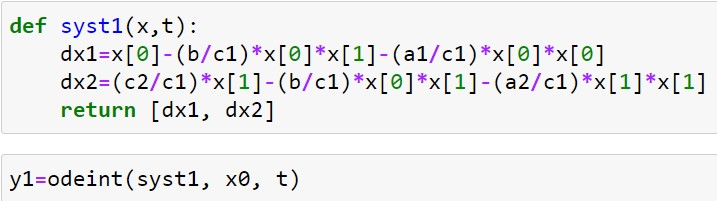 def syst1(x,t):
    dx1=x[0]-(b/c1)*x[0]*x[1]-(a1/c1)*x[0]*x[0]
    dx2=(c2/c1)*x[1]-(b/c1)*x[0]*x[1]-(a2/c1)*x[1]*x[1]
    return [dx1, dx2]
y1=odeint(syst1, x0, t)